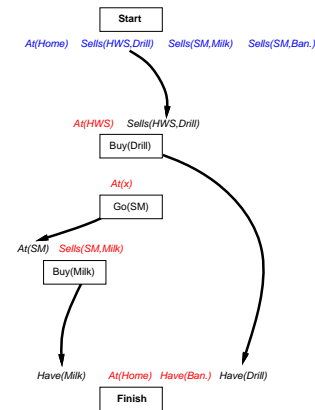 Start
At(Home) Sells(HWS,Drill) Sells(SM,Milk) Sells(SM,Ban.)
At(HWS) Sells(HWS,Drill)
Buy(Drill)
At(x)
Go(SM)
At(SM) Sells(SM,Milk)
Buy(Milk)
Have(Milk) At(Home) Have(Ban.) Have(Drill)
Finish